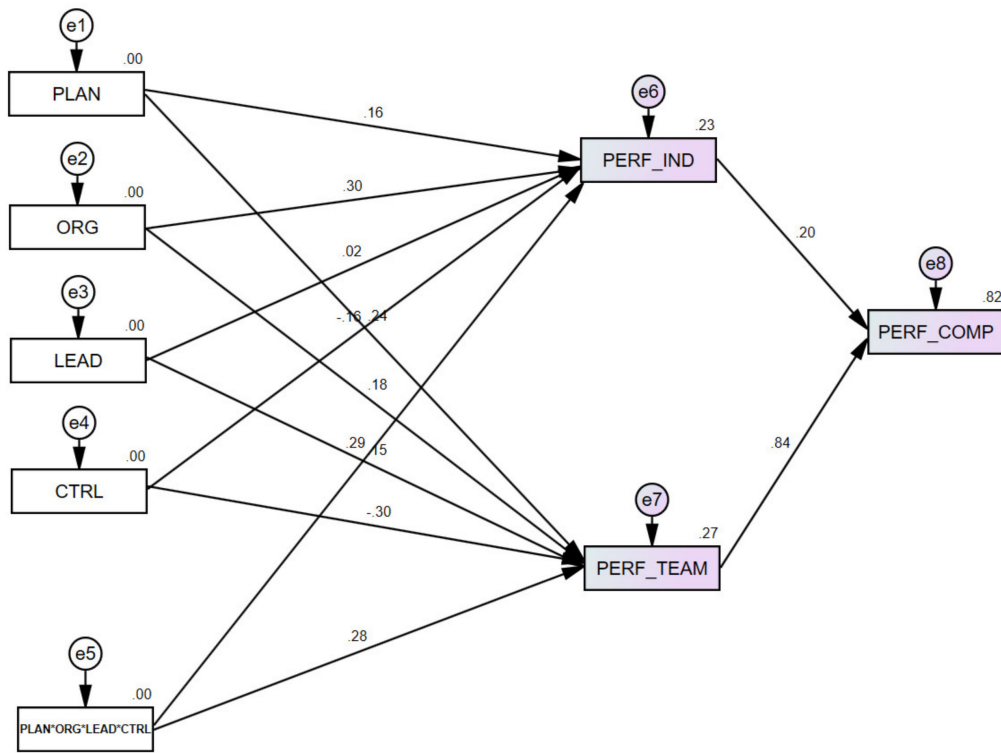 e1
.00
PLAN
e2
.00
ORG
e3
.00
LEAD
e4
.00
CTRL
e5
.00
PLAN*ORG*LEAD*CTRL
.16
.30
.02
-.16
.24
.18
.29
.15
-.30
.28
e6
.23
PERF_IND
e7
.27
PERF_TEAM
.20
.84
e8
.82
PERF_COMP